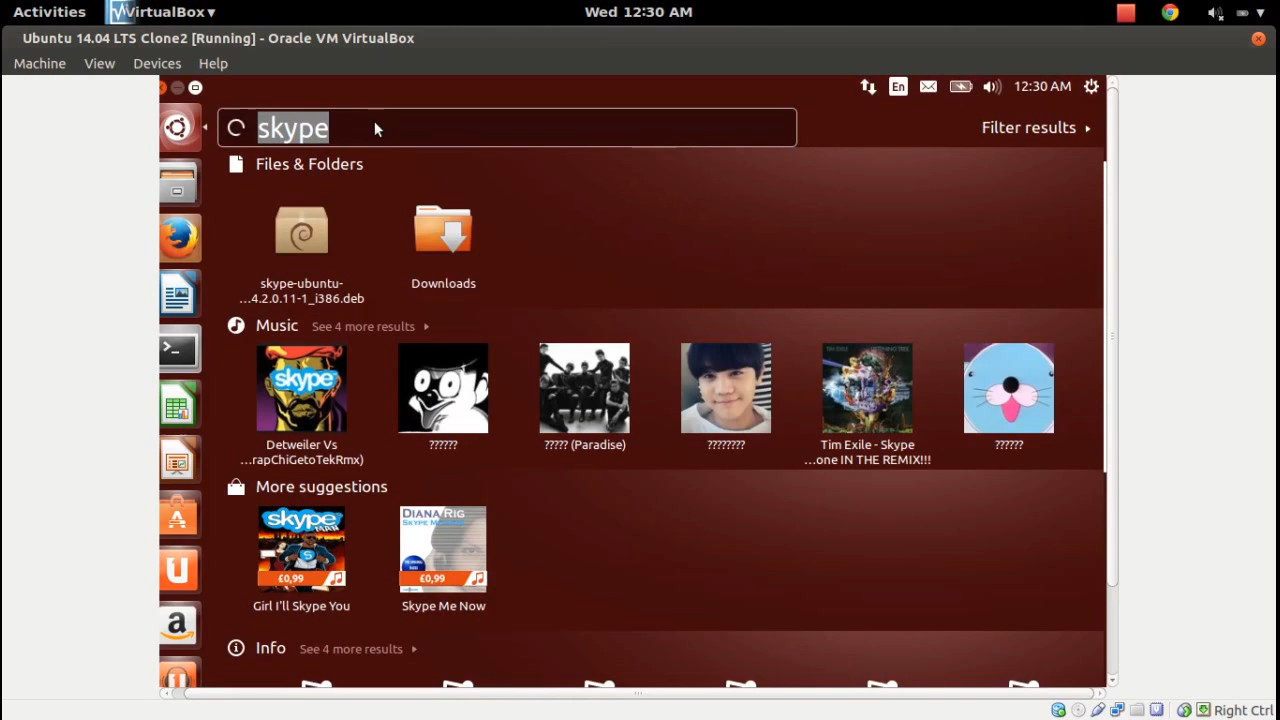 Activities
VirtualBox ▾
Wed 12:30 AM
Ubuntu 14.04 LTS Clone2 [Running] - Oracle VM VirtualBox
Machine View Devices Help
En
12:30 AM
skype
Filter results
Files & Folders
skype-ubuntu-
...4.2.0.11-1_i386.deb
Downloads
Music See 4 more results
skype
Detweiler Vs
...rapChiGetoTekRmx)
??????
????? (Paradise)
????????
Tim Exile - Skype
...one IN THE REMIX!!!
??????
More suggestions
skype
MAN
£0,99
Girl I'll Skype You
DIANA RIG
£0,99
Skype Me Now
Info See 4 more results
Right Ctrl